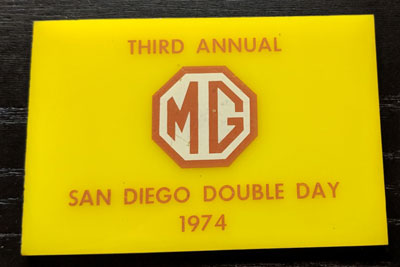 THIRD ANNUAL
MG
SAN DIEGO DOUBLE DAY
1974